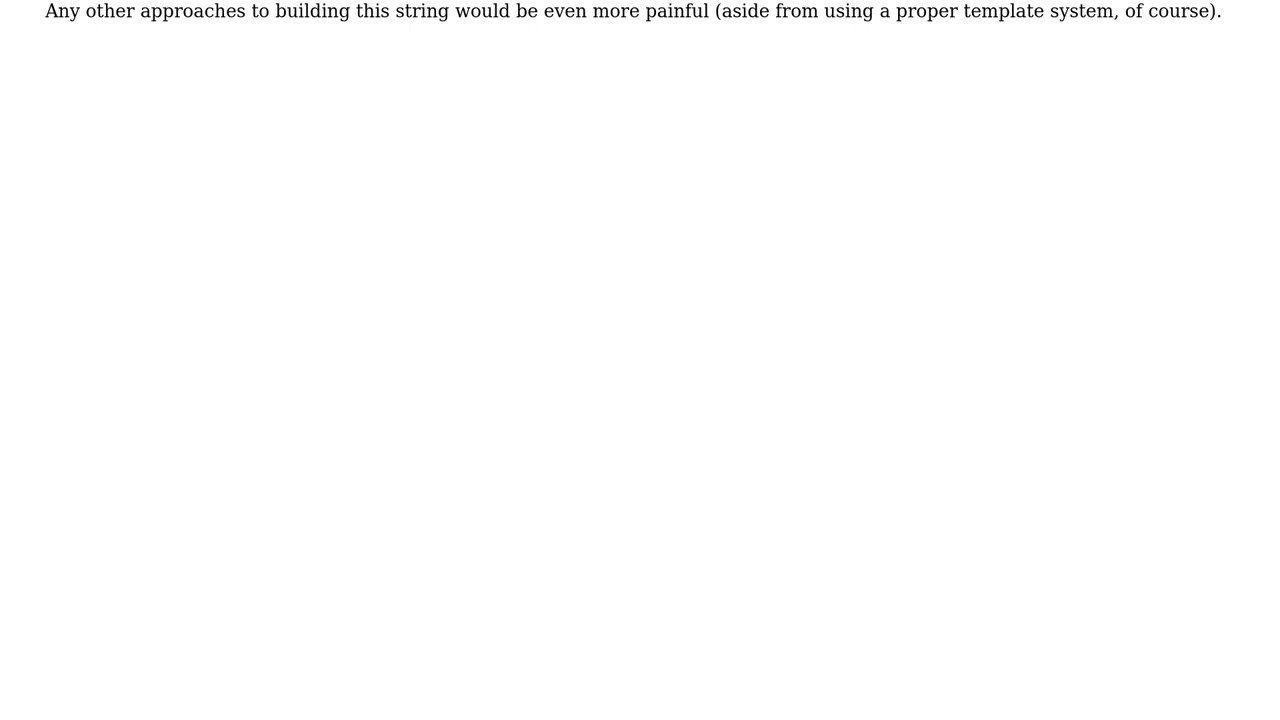 Any other approaches to building this string would be even more painful (aside from using a proper template system, of course).